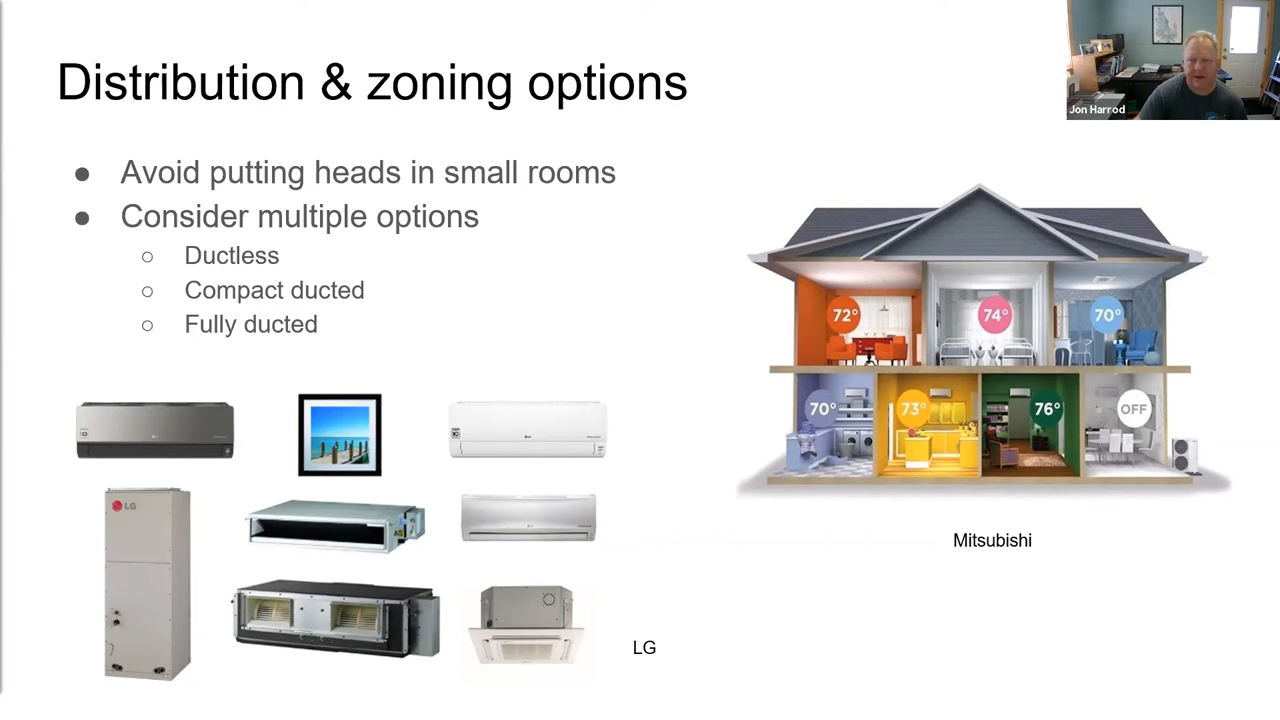 Distribution & zoning options
Jon Harrod
● Avoid putting heads in small rooms
● Consider multiple options
○ Ductless
○ Compact ducted
○ Fully ducted
72°
74°
70°
70°
73°
76°
OFF
LG
Mitsubishi
LG